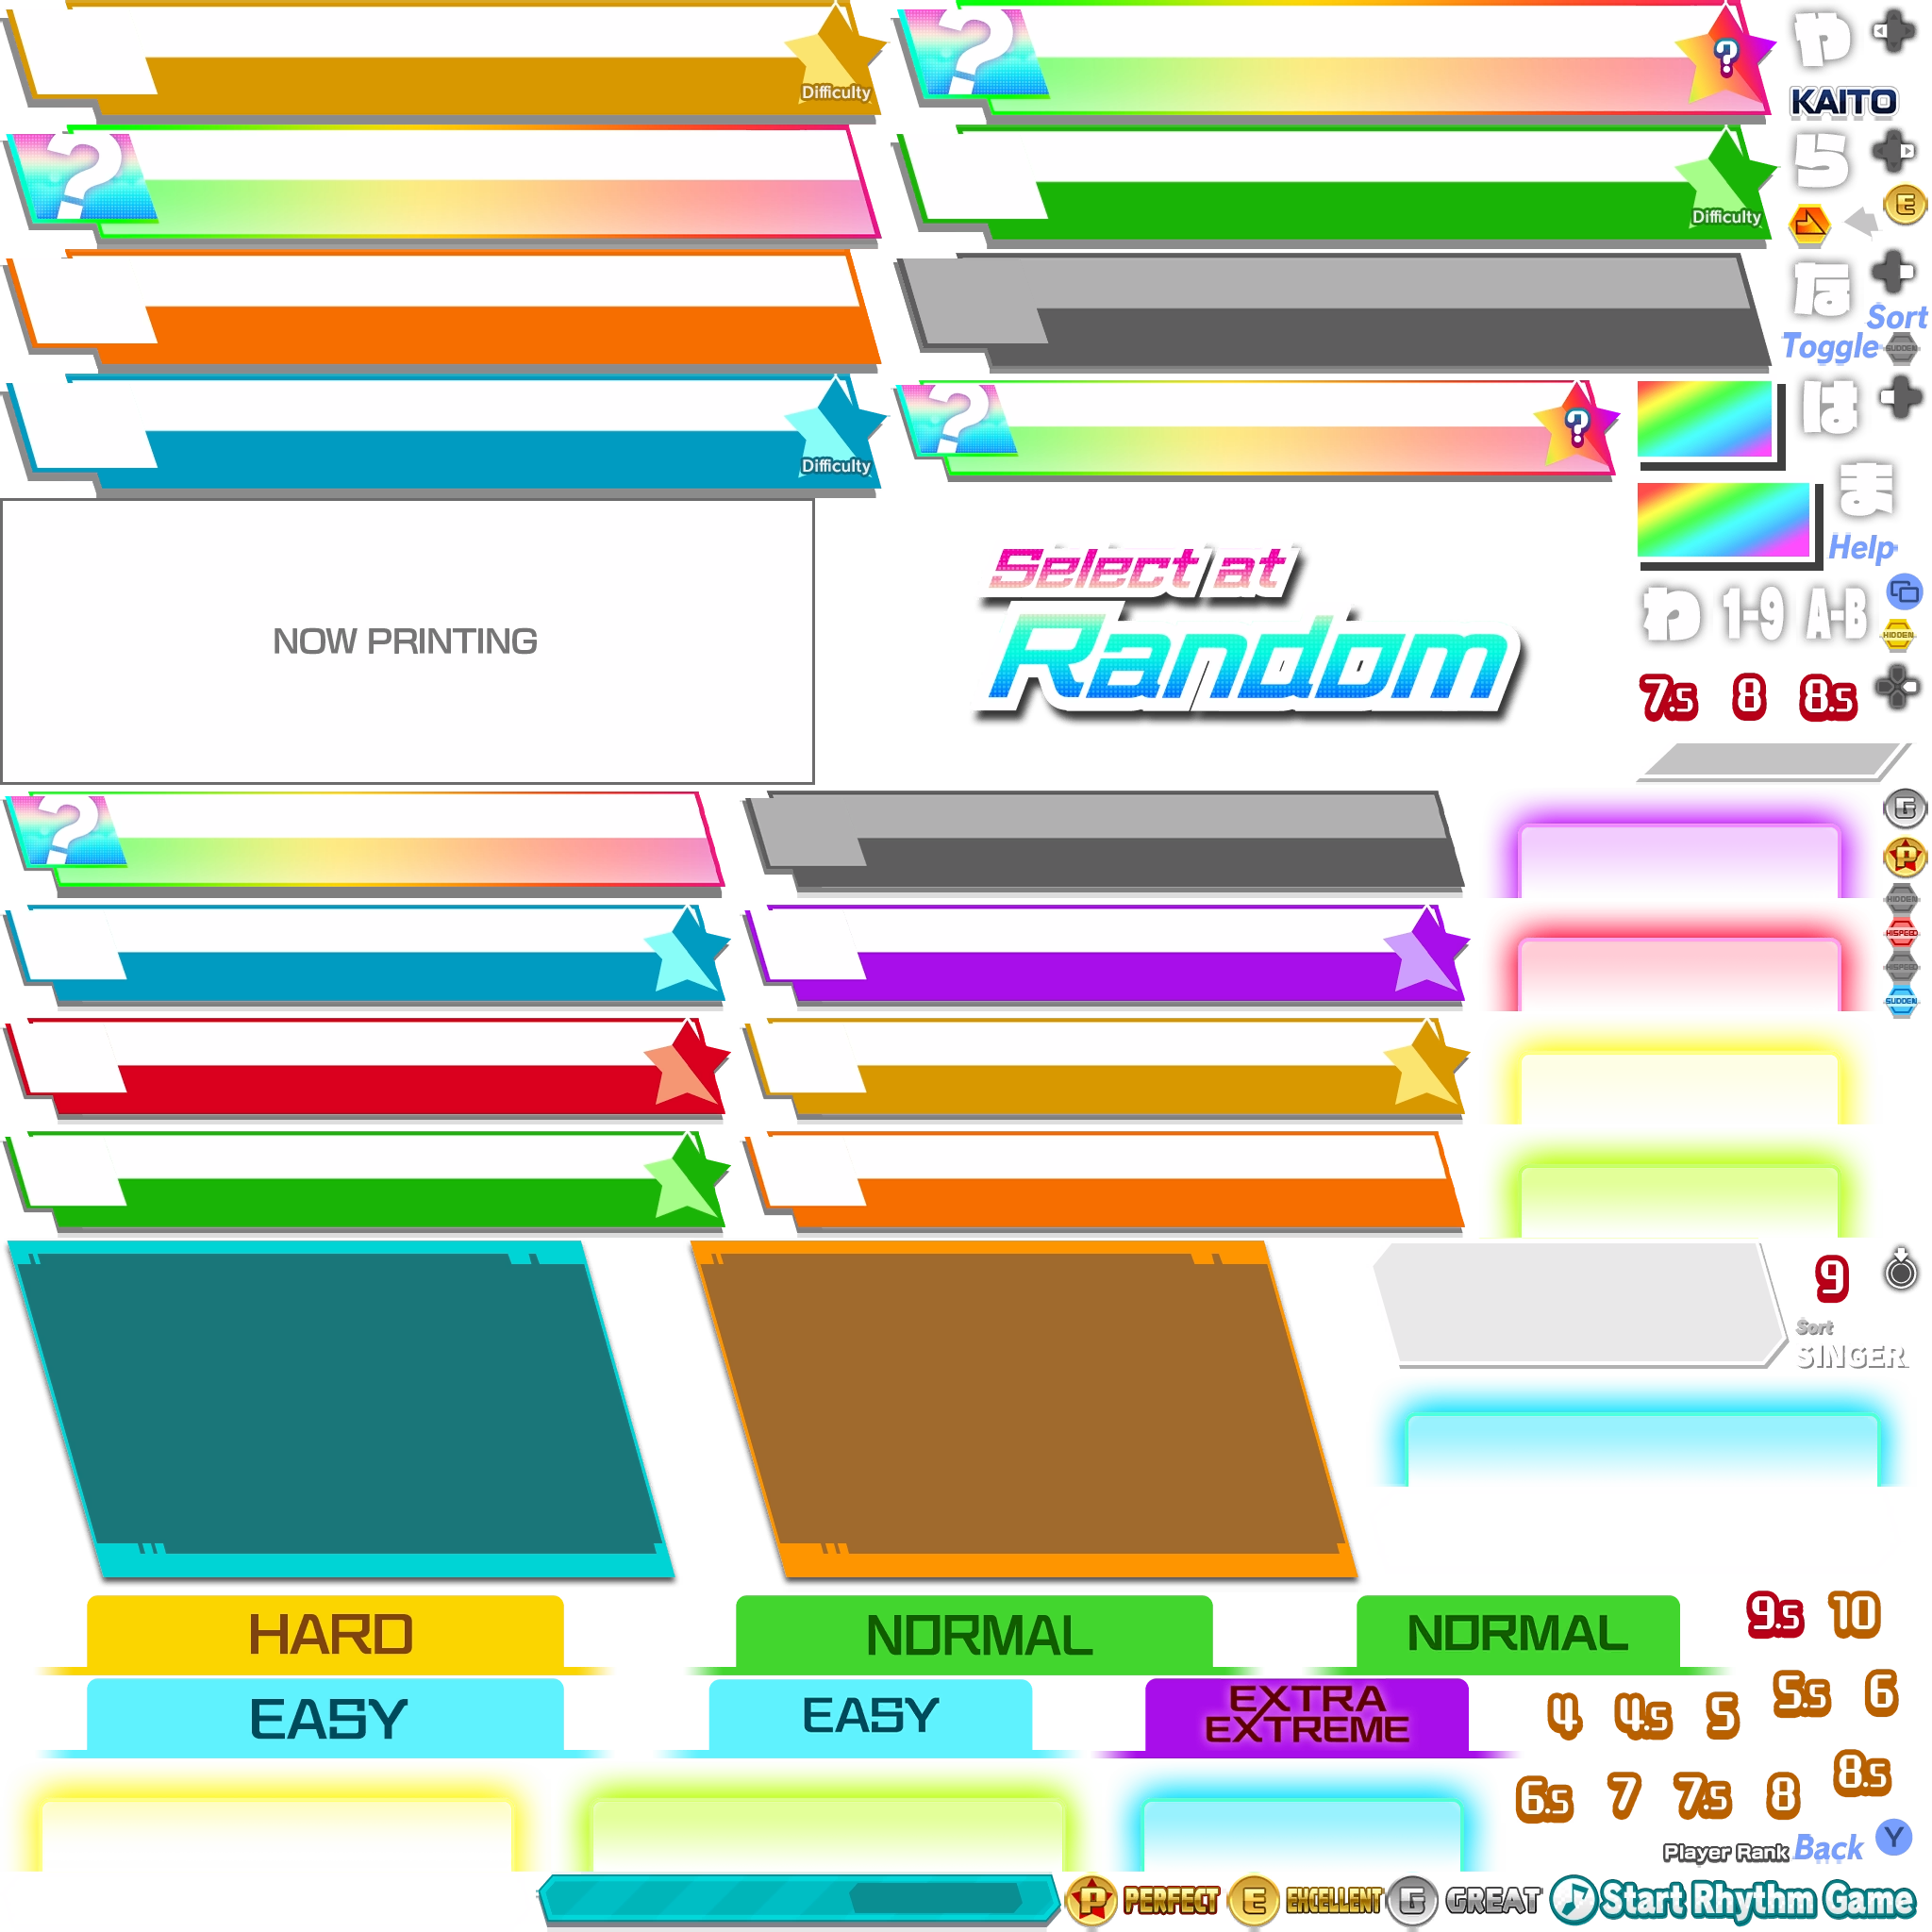 Difficulty
?
?
や
KAITO
?
Difficulty
ら
E
な
Sort
Toggle
SUDDEN
Difficulty
?
?
は
ま
Help
NOW PRINTING
Select at
Random
わ
1-9
A-B
HIDDEN
7.5
8
8.5
?
G
P
HIDDEN
HISPEED
HISPEED
SUDDEN
9
Sort
SINGER
HARD
NORMAL
NORMAL
9.5
10
EASY
EASY
EXTRA
EXTREME
4
4.5
5
5.5
6
6.5
7
7.5
8
8.5
Player Rank
Back
Y
P
PERFECT
E
EXCELLENT
G
GREAT
Start Rhythm Game